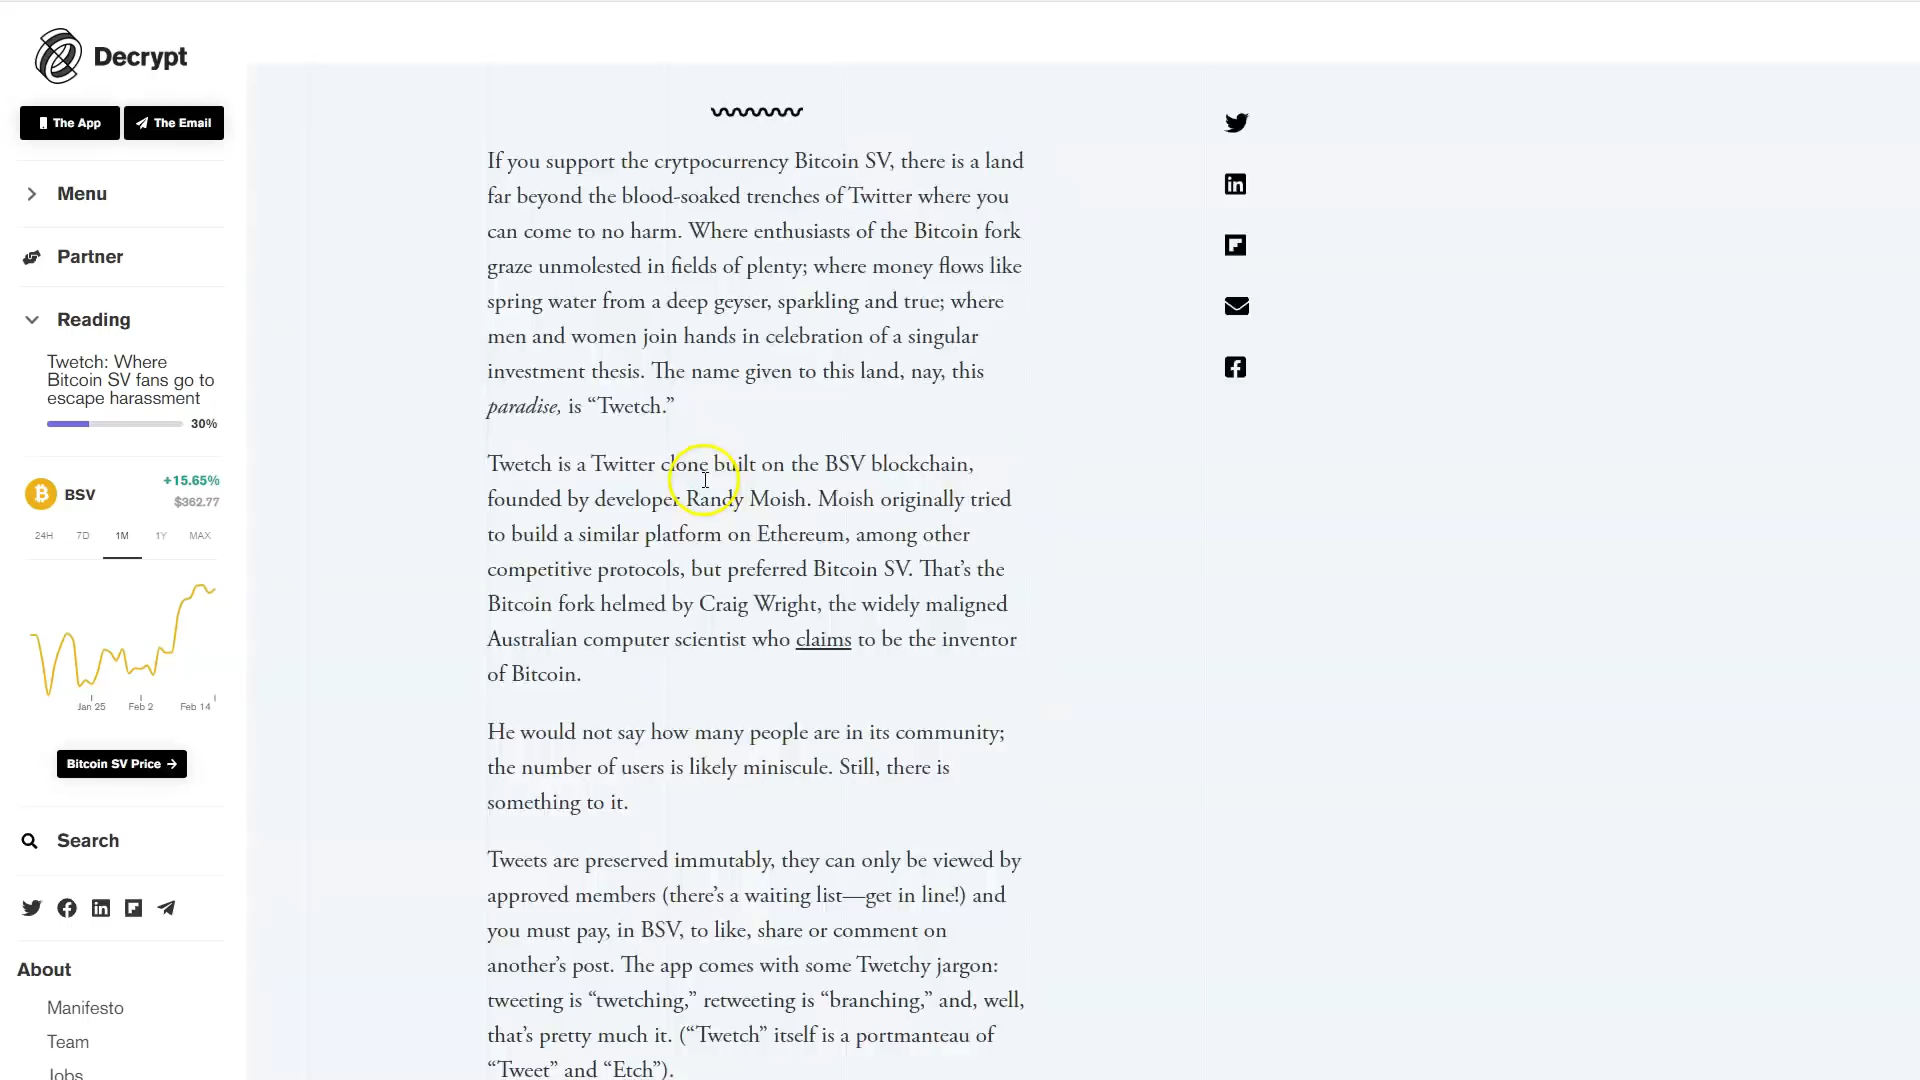 Decrypt
The App
The Email
Menu
Partner
Reading
Twetch: Where
Bitcoin SV fans go to
escape harassment
30%
BSV
+15.65%
$362.77
24H 7D 1M 1Y MAX
Jan 25 Feb 2 Feb 14
Bitcoin SV Price →
Search
About
Manifesto
Team
Jobs
If you support the crytpocurrency Bitcoin SV, there is a land
far beyond the blood-soaked trenches of Twitter where you
can come to no harm. Where enthusiasts of the Bitcoin fork
graze unmolested in fields of plenty; where money flows like
spring water from a deep geyser, sparkling and true; where
men and women join hands in celebration of a singular
investment thesis. The name given to this land, nay, this
paradise, is “Twetch.”
Twetch is a Twitter clone built on the BSV blockchain,
founded by developer Randy Moish. Moish originally tried
to build a similar platform on Ethereum, among other
competitive protocols, but preferred Bitcoin SV. That’s the
Bitcoin fork helmed by Craig Wright, the widely maligned
Australian computer scientist who claims to be the inventor
of Bitcoin.
He would not say how many people are in its community;
the number of users is likely miniscule. Still, there is
something to it.
Tweets are preserved immutably, they can only be viewed by
approved members (there’s a waiting list—get in line!) and
you must pay, in BSV, to like, share or comment on
another’s post. The app comes with some Twetchy jargon:
tweeting is “twetching,” retweeting is “branching,” and, well,
that’s pretty much it. (“Twetch” itself is a portmanteau of
“Tweet” and “Etch”).